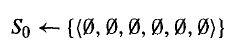 S₀ ← {⟨Ø, Ø, Ø, Ø, Ø, Ø⟩}